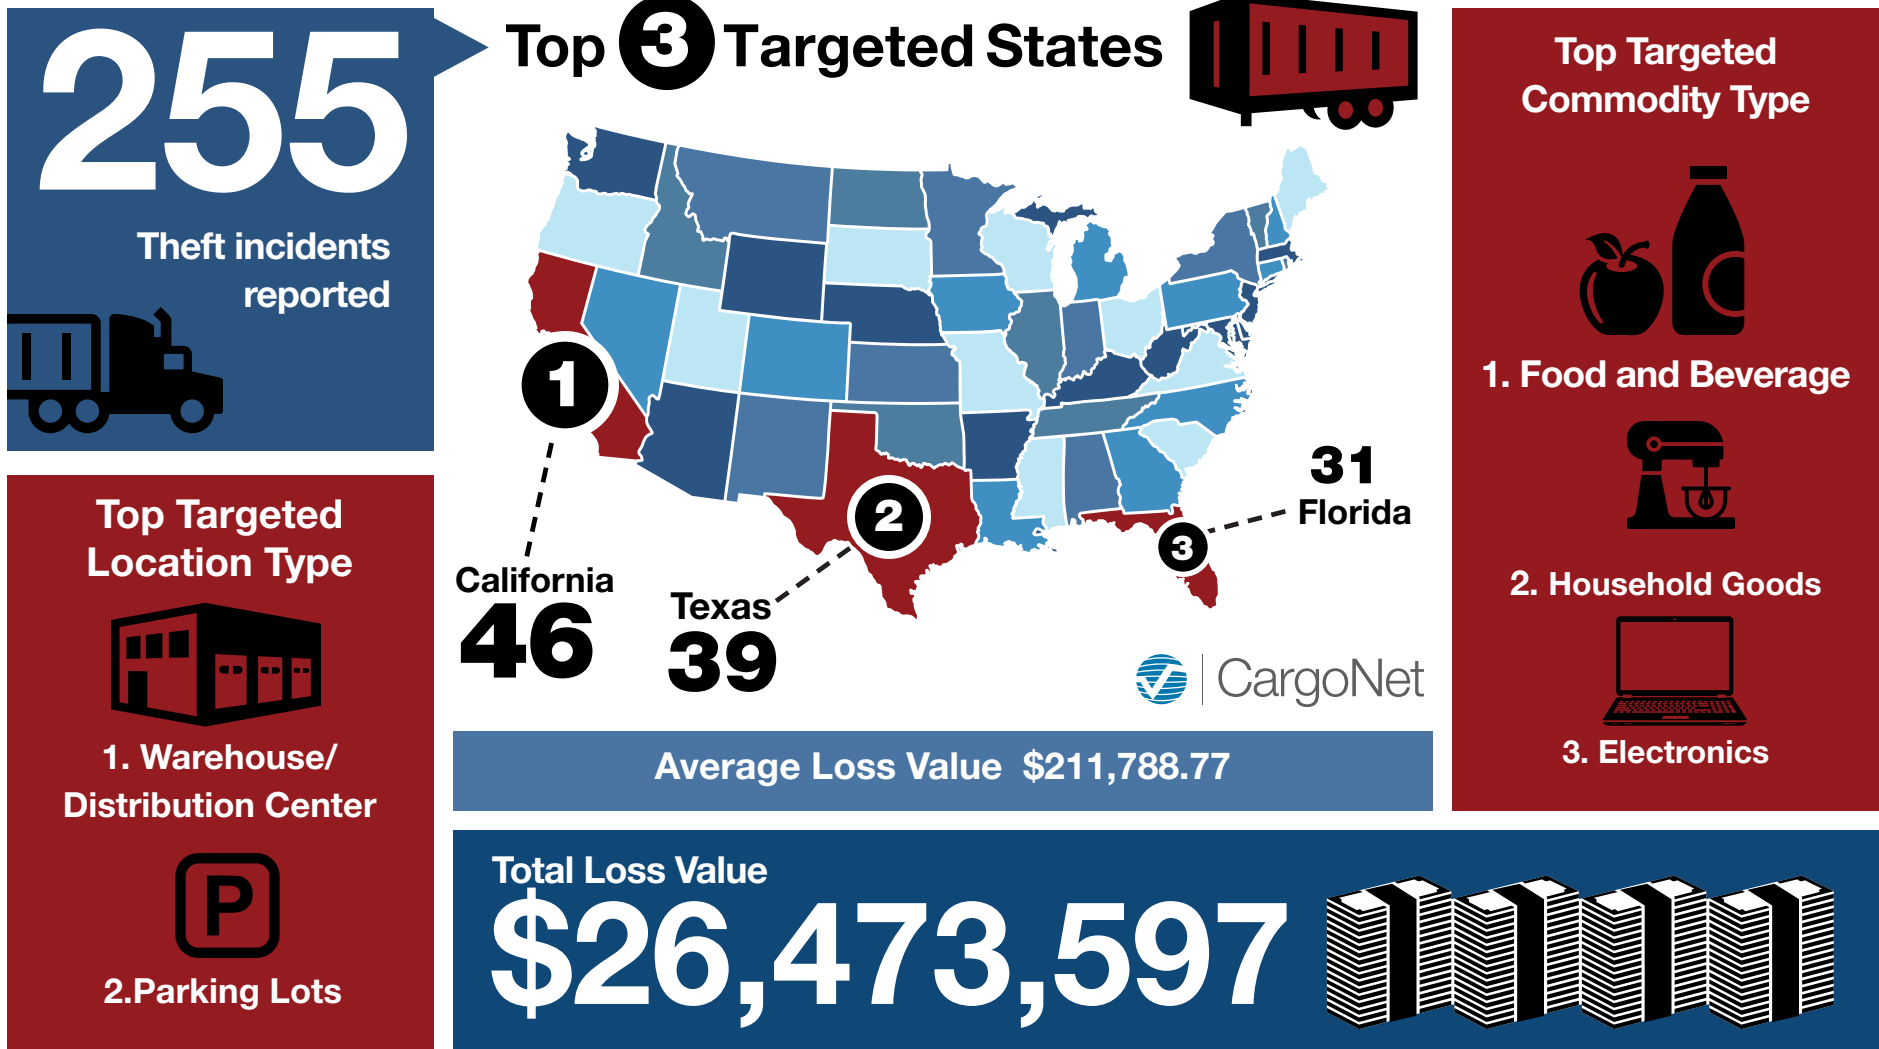 255
Theft incidents
reported
Top 3 Targeted States
1
2
3
California
46
Texas
39
31
Florida
CargoNet
Top Targeted
Location Type
1. Warehouse/
Distribution Center
P
2.Parking Lots
Top Targeted
Commodity Type
1. Food and Beverage
2. Household Goods
3. Electronics
Average Loss Value $211,788.77
Total Loss Value
$26,473,597